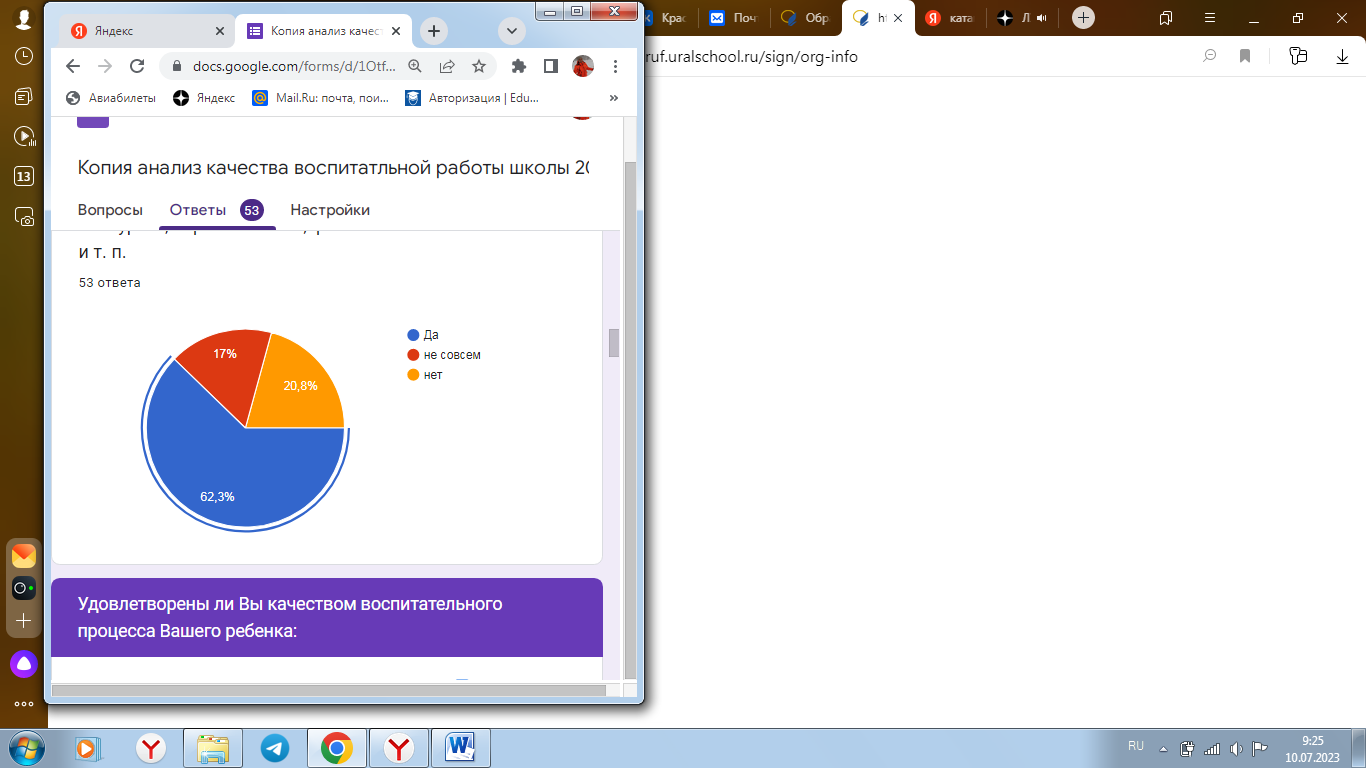 Яндекс
Копия анализ качест
docs.google.com/forms/d/1Otf...
Авиабилеты
Яндекс
Mail.Ru: почта, пои...
Авторизация | Edu...
»
Копия анализ качества воспитатльной работы школы 20
Вопросы
Ответы 53
Настройки
и т. п.
53 ответа
Да
не совсем
нет
17%
20,8%
62,3%
Удовлетворены ли Вы качеством воспитательного
процесса Вашего ребенка:
Крас
Почт
Обр
ht
ката
Л
ruf.uralschool.ru/sign/org-info
13
RU
9:25
10.07.2023